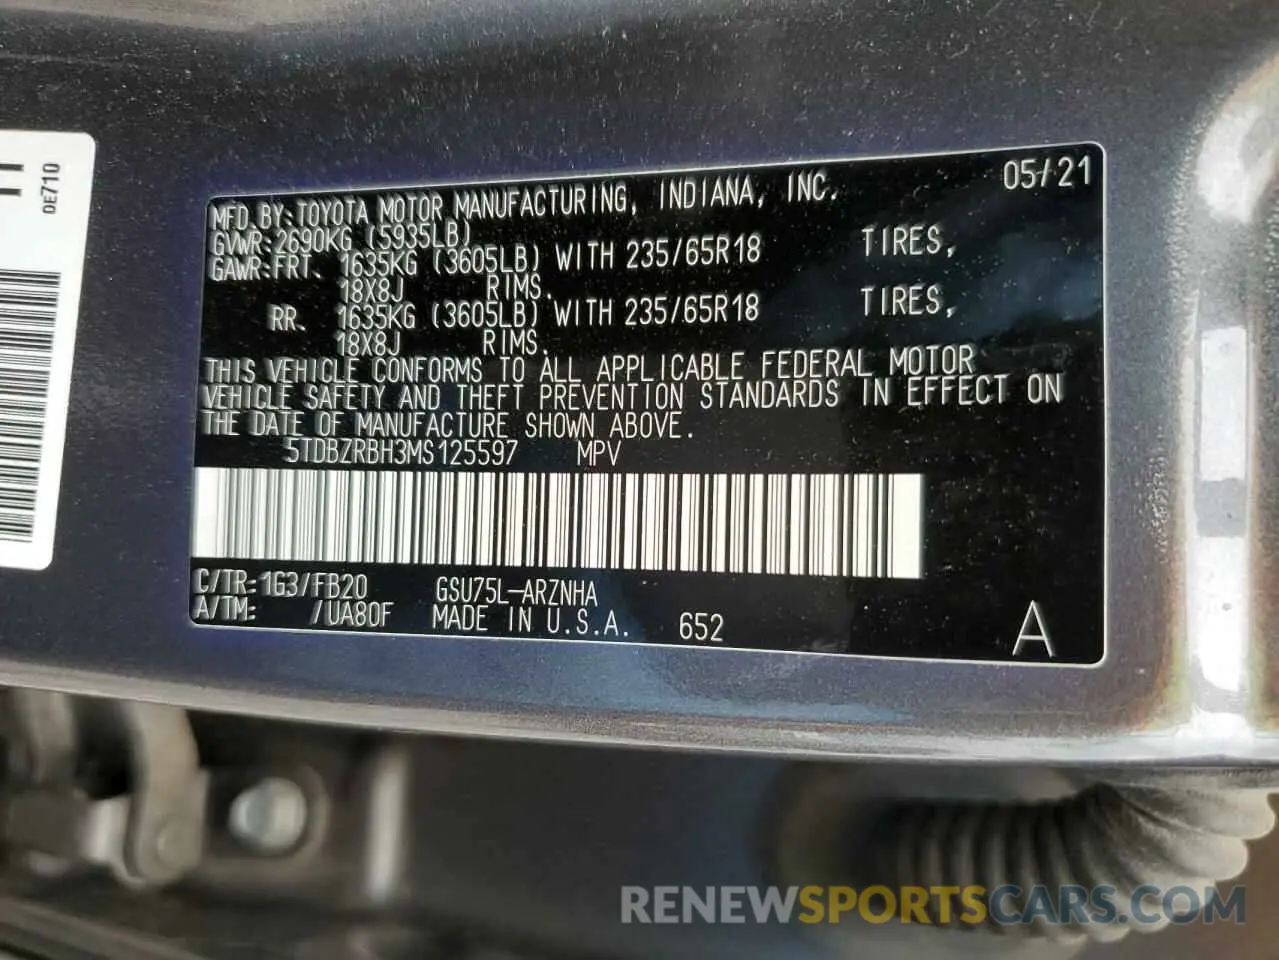 05/21
MFD.BY:TOYOTA MOTOR MANUFACTURING, INDIANA, INC.
GVWR:2690KG (5935LB)
GAWR:FRT. 1635KG (3605LB) WITH 235/65R18 TIRES,
18X8J RIMS.
RR. 1635KG (3605LB) WITH 235/65R18 TIRES,
18X8J RIMS.
THIS VEHICLE CONFORMS TO ALL APPLICABLE FEDERAL MOTOR
VEHICLE SAFETY AND THEFT PREVENTION STANDARDS IN EFFECT ON
THE DATE OF MANUFACTURE SHOWN ABOVE.
5TDBZRBH3MS125597 MPV
C/TR:1G3/FB20 GSU75L-ARZNHA
A/TM: /UA80F MADE IN U.S.A. 652
A
0E710
RENEWSPORTSCARS.COM